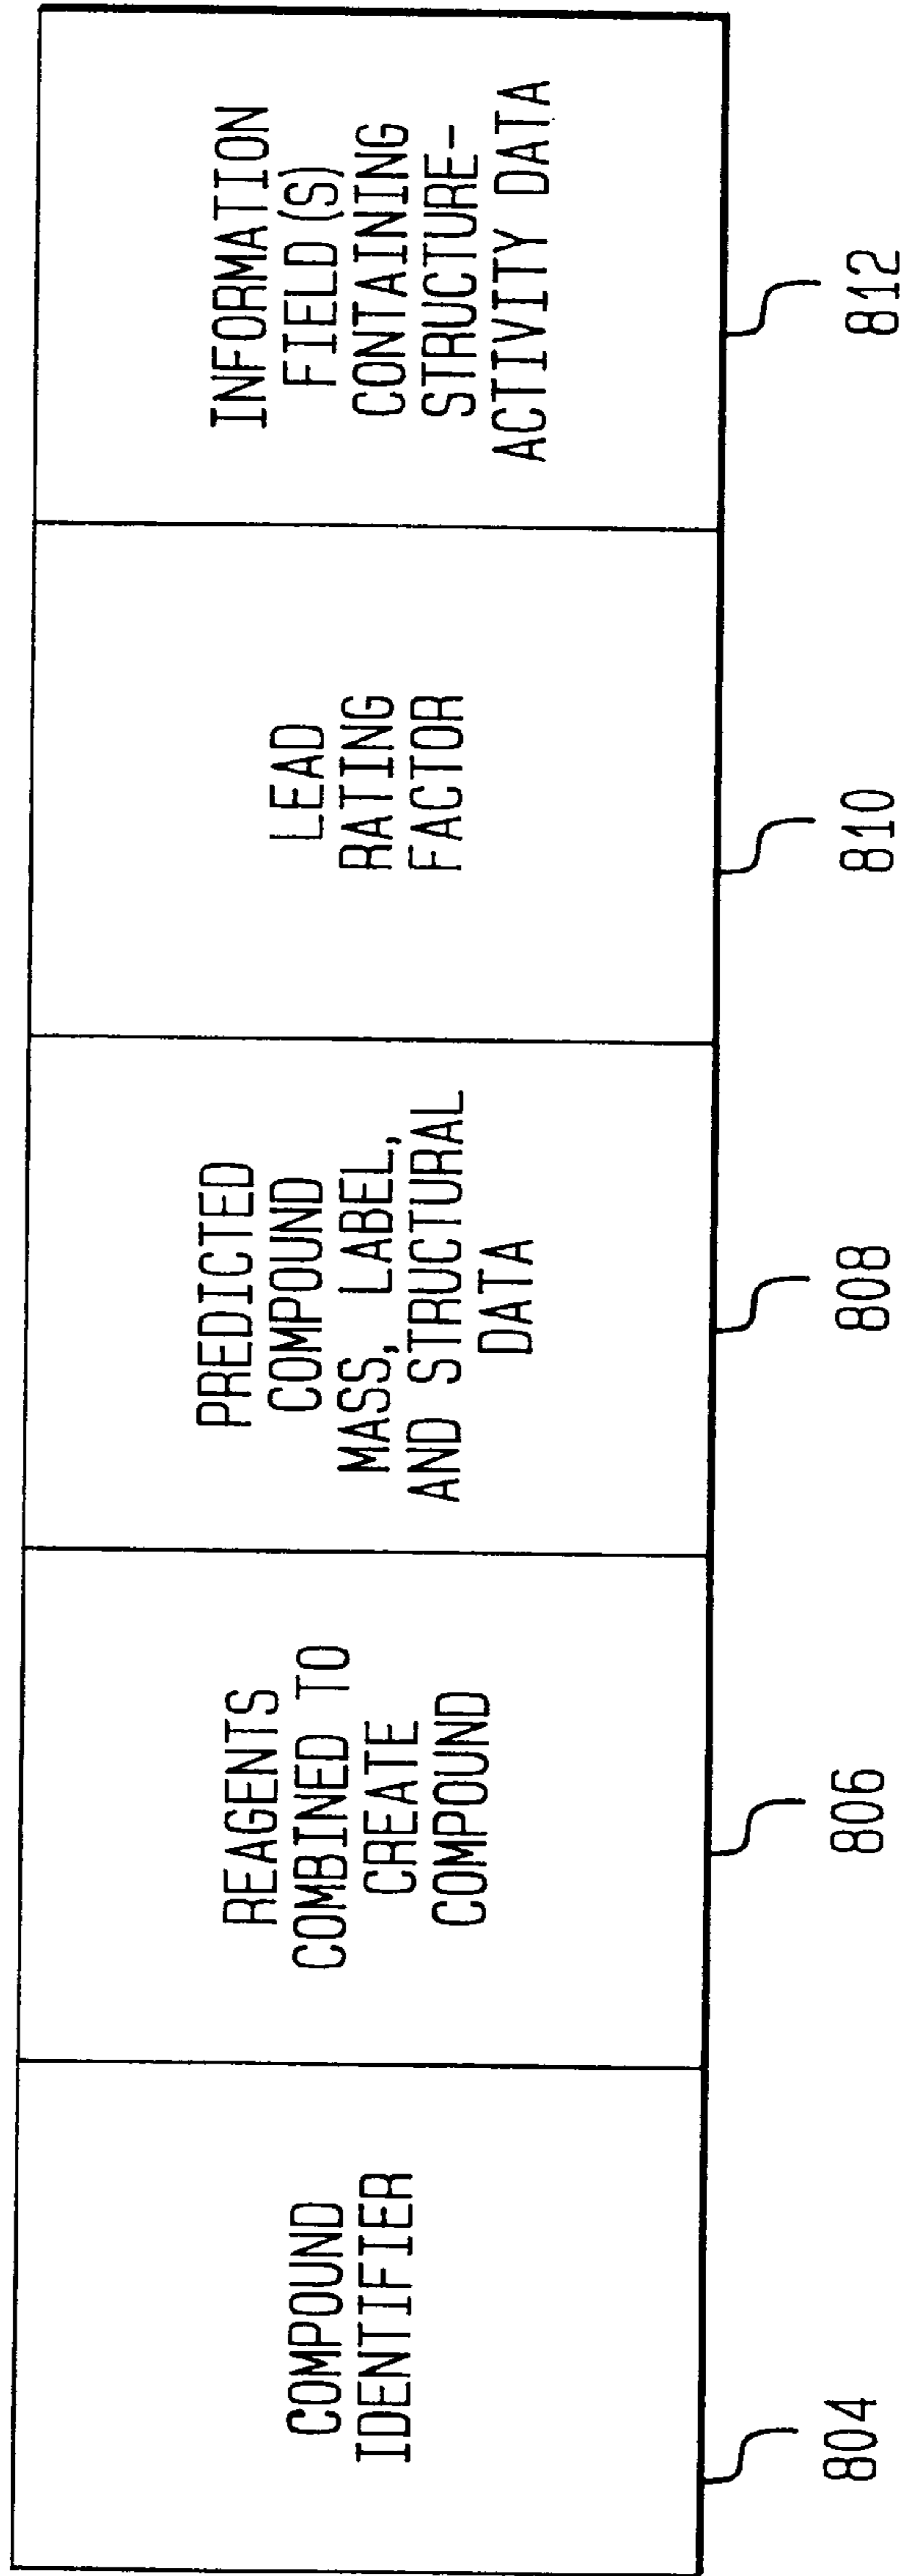 COMPOUND
IDENTIFIER
REAGENTS
COMBINED TO
CREATE
COMPOUND
PREDICTED
COMPOUND
MASS, LABEL,
AND STRUCTURAL
DATA
LEAD
RATING
FACTOR
INFORMATION
FIELD(S)
CONTAINING
STRUCTURE-
ACTIVITY DATA
804
806
808
810
812